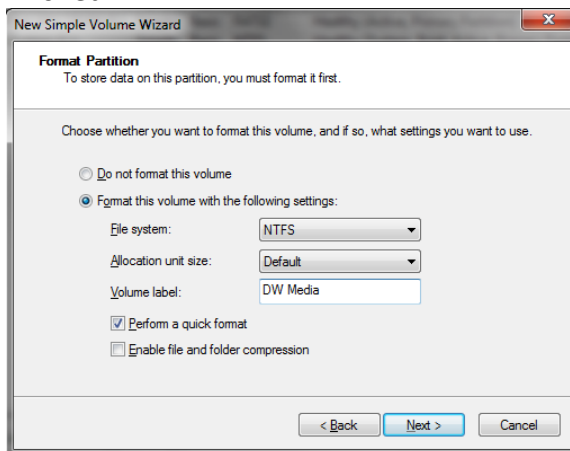 New Simple Volume Wizard
Format Partition
To store data on this partition, you must format it first.
Choose whether you want to format this volume, and if so, what settings you want to use.
Do not format this volume
Format this volume with the following settings:
File system: NTFS
Allocation unit size: Default
Volume label: DW Media
Perform a quick format
Enable file and folder compression
< Back Next > Cancel